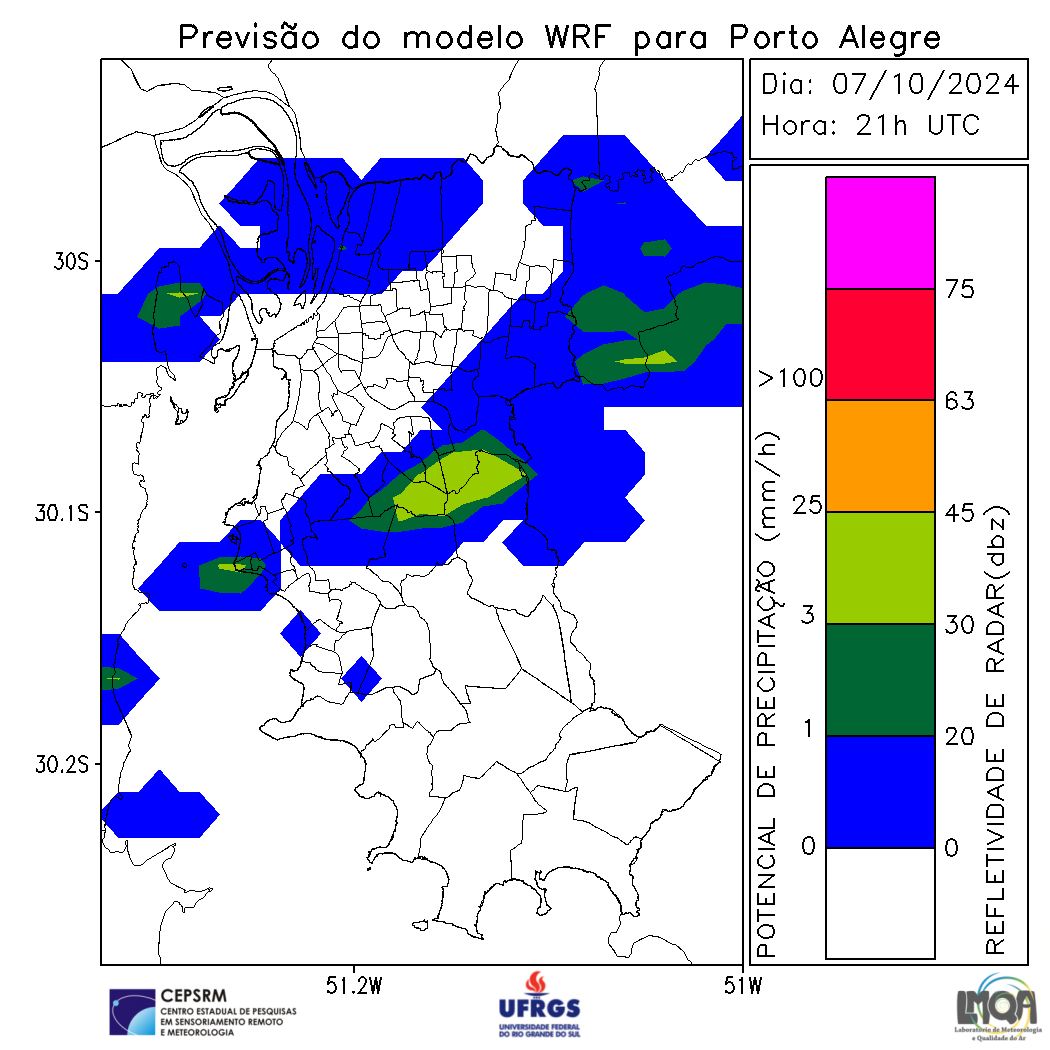 Previsão do modelo WRF para Porto Alegre
Dia: 07/10/2024
Hora: 21h UTC
30S
30.1S
30.2S
51.2W
51W
POTENCIAL DE PRECIPITAÇÃO (mm/h)
>100
25
3
1
0
75
63
45
30
20
0
REFLETIVIDADE DE RADAR(dbz)
CEPSRM
CENTRO ESTADUAL DE PESQUISAS
EM SENSORIAMENTO REMOTO
E METEOROLOGIA
UFRGS
UNIVERSIDADE FEDERAL
DO RIO GRANDE DO SUL
LMQA
Laboratório de Meteorologia
e Qualidade do Ar